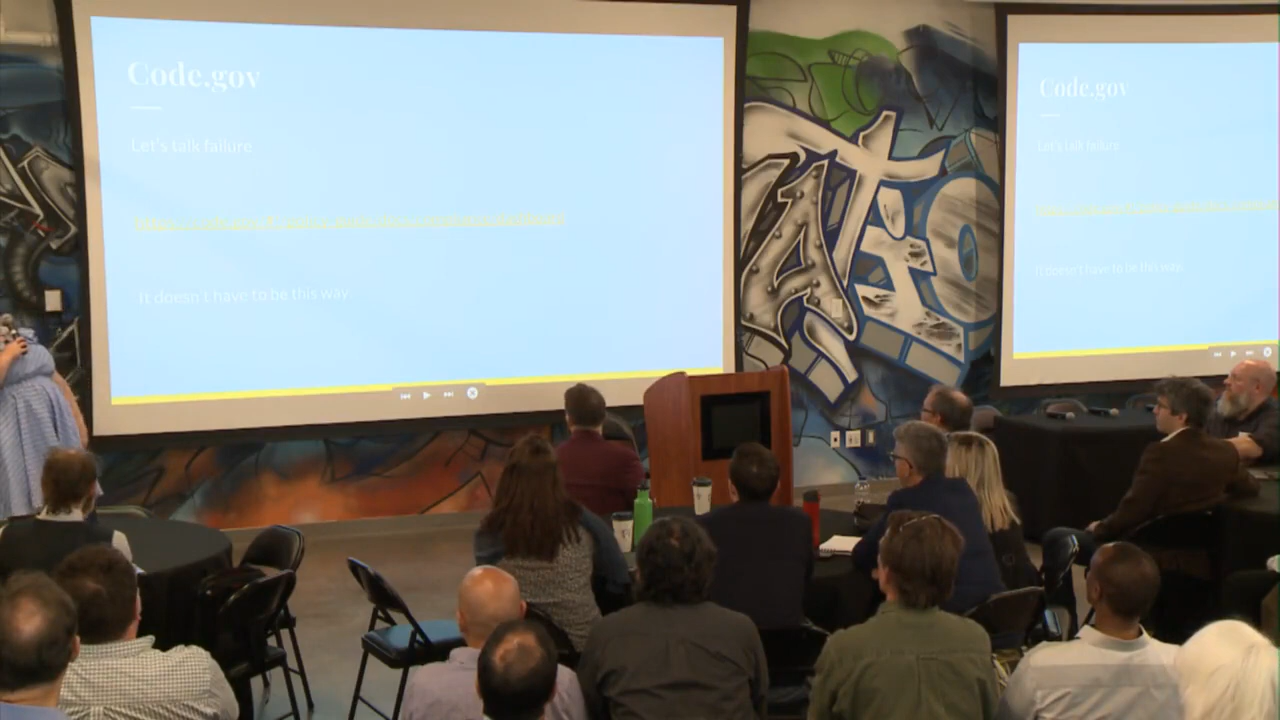 Code.gov
Let's talk failure
It doesn't have to be this way
ATIO
Code.gov
Let's talk failure
It doesn't have to be this way